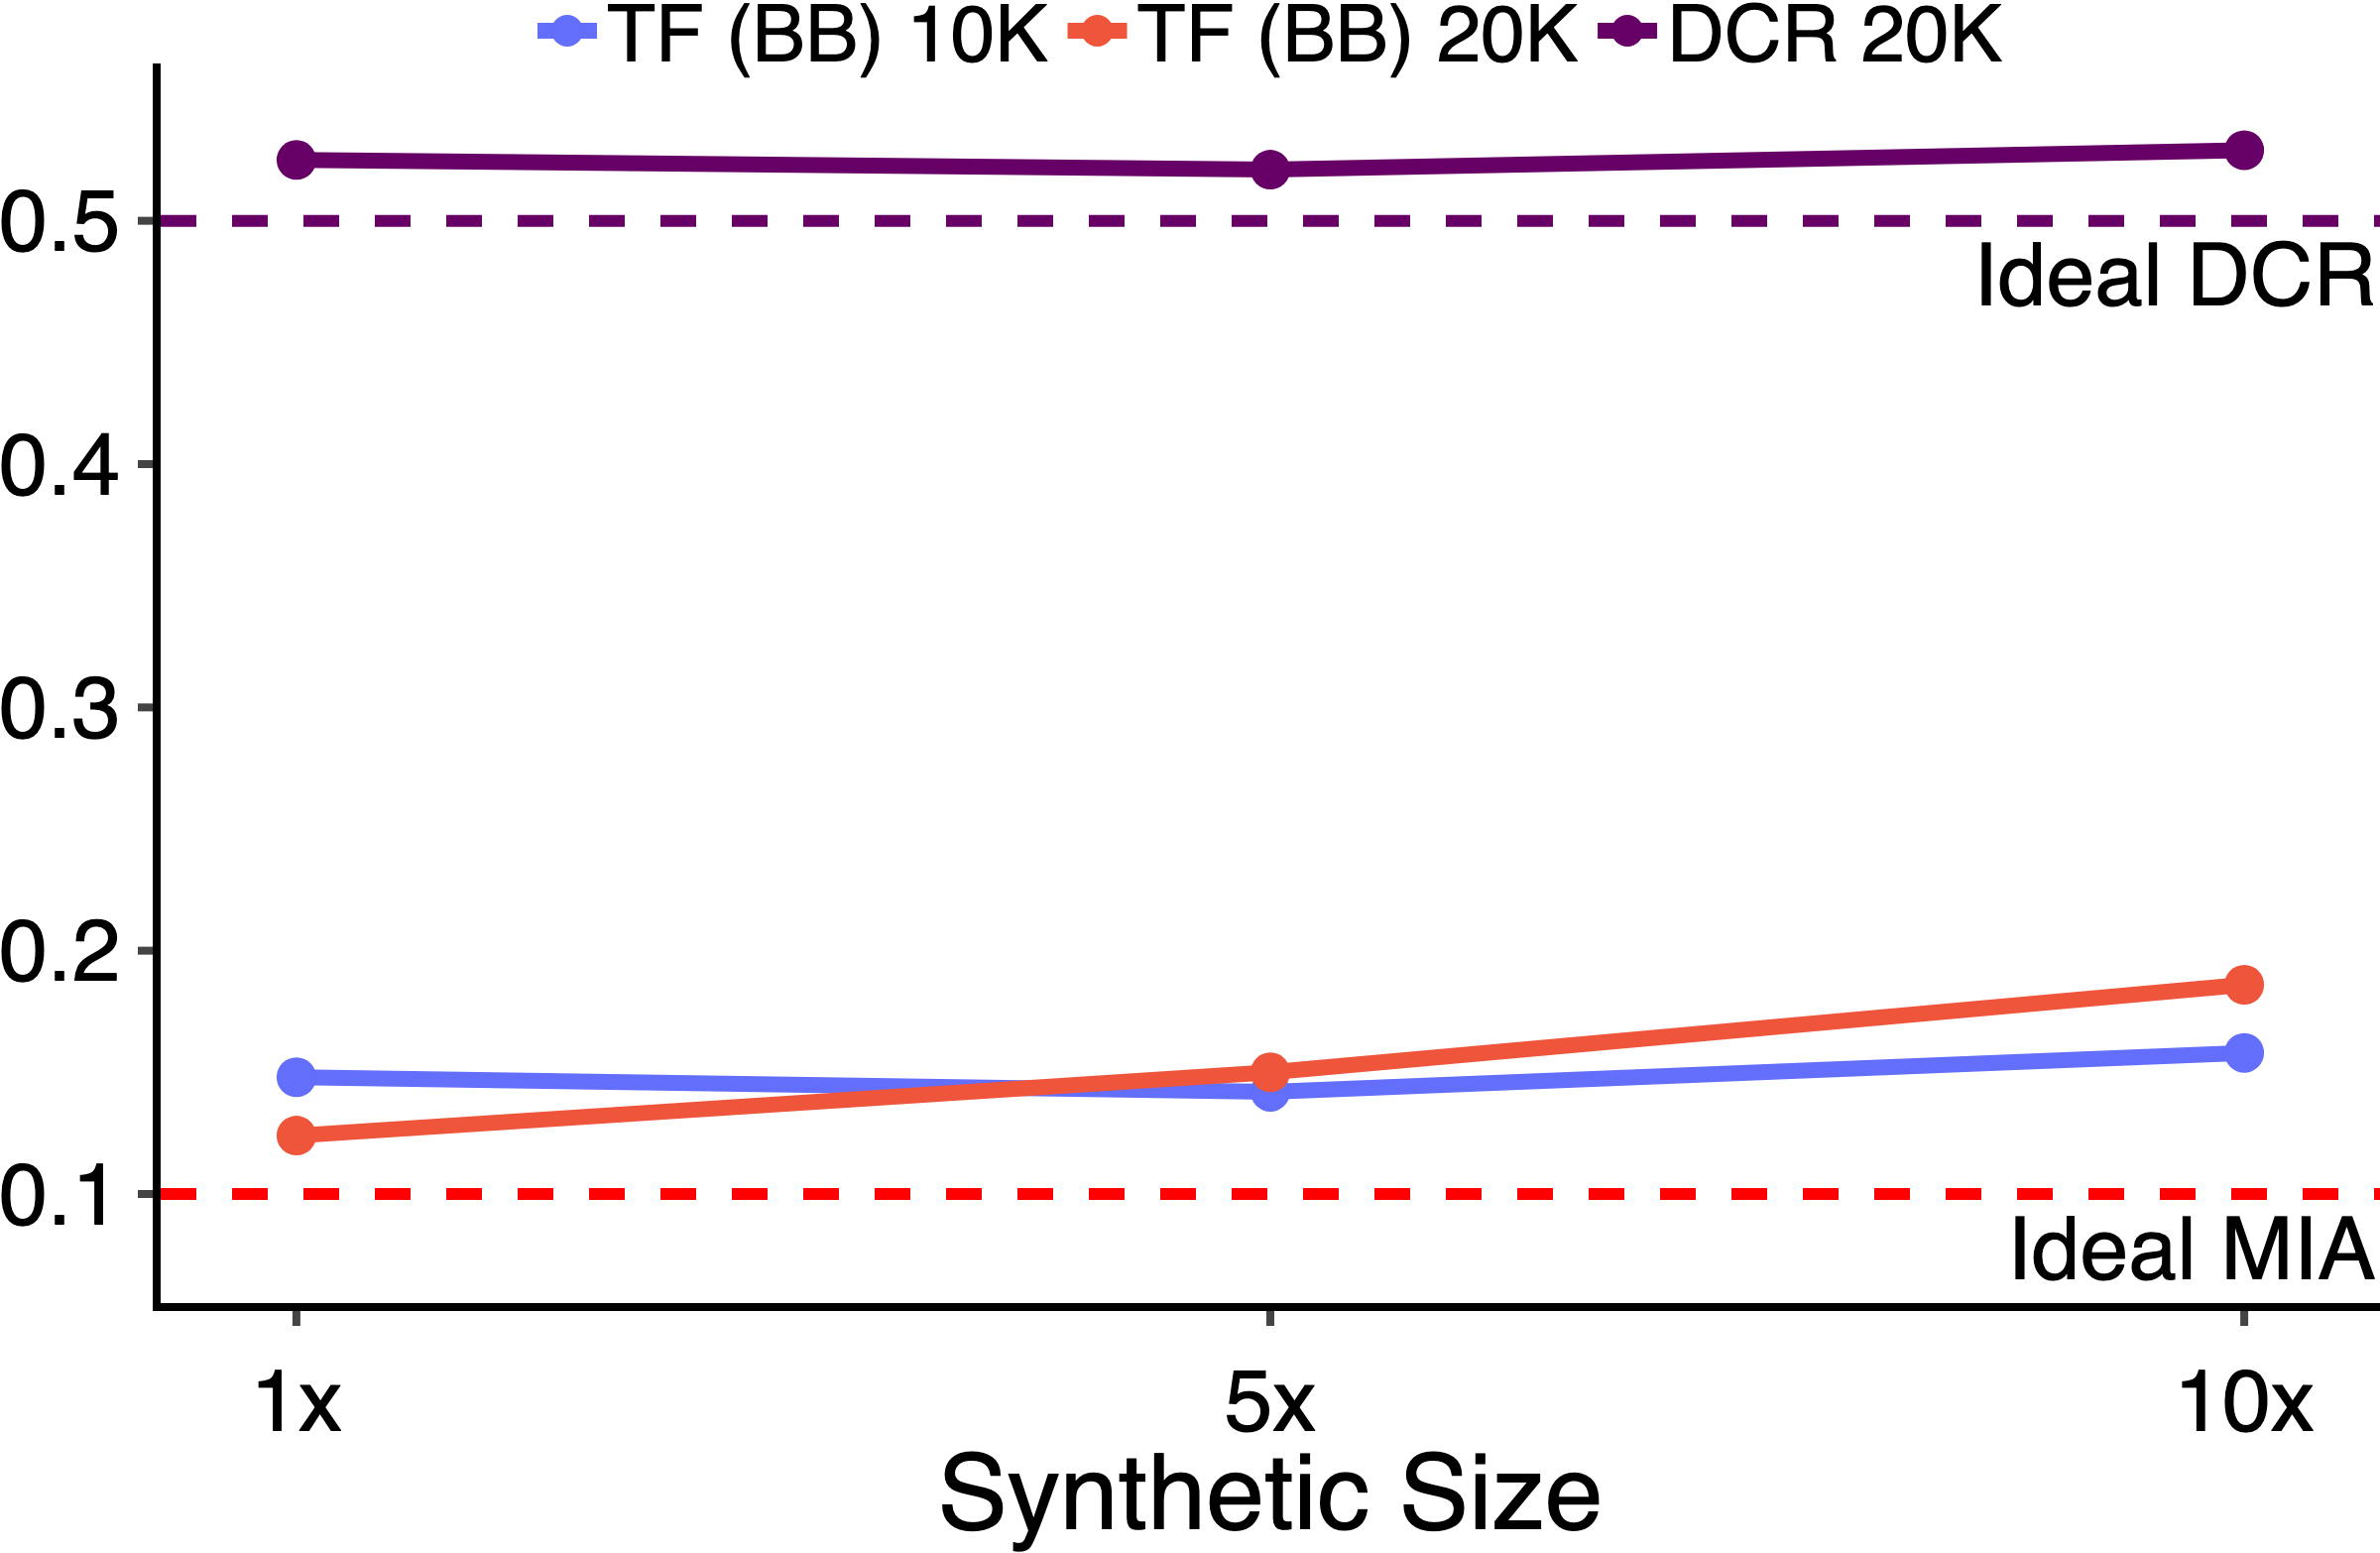 TF (BB) 10K TF (BB) 20K DCR 20K
0.5
Ideal DCR
0.4
0.3
0.2
0.1
Ideal MIA
1x 5x 10x
Synthetic Size